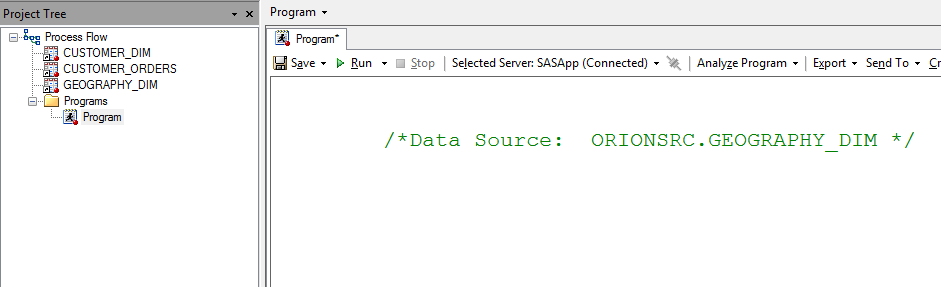 Project Tree
Process Flow
CUSTOMER_DIM
CUSTOMER_ORDERS
GEOGRAPHY_DIM
Programs
Program
Program
Program*
Save Run Stop Selected Server: SASApp (Connected) Analyze Program Export Send To Cr
/*Data Source:  ORIONSRC.GEOGRAPHY_DIM */